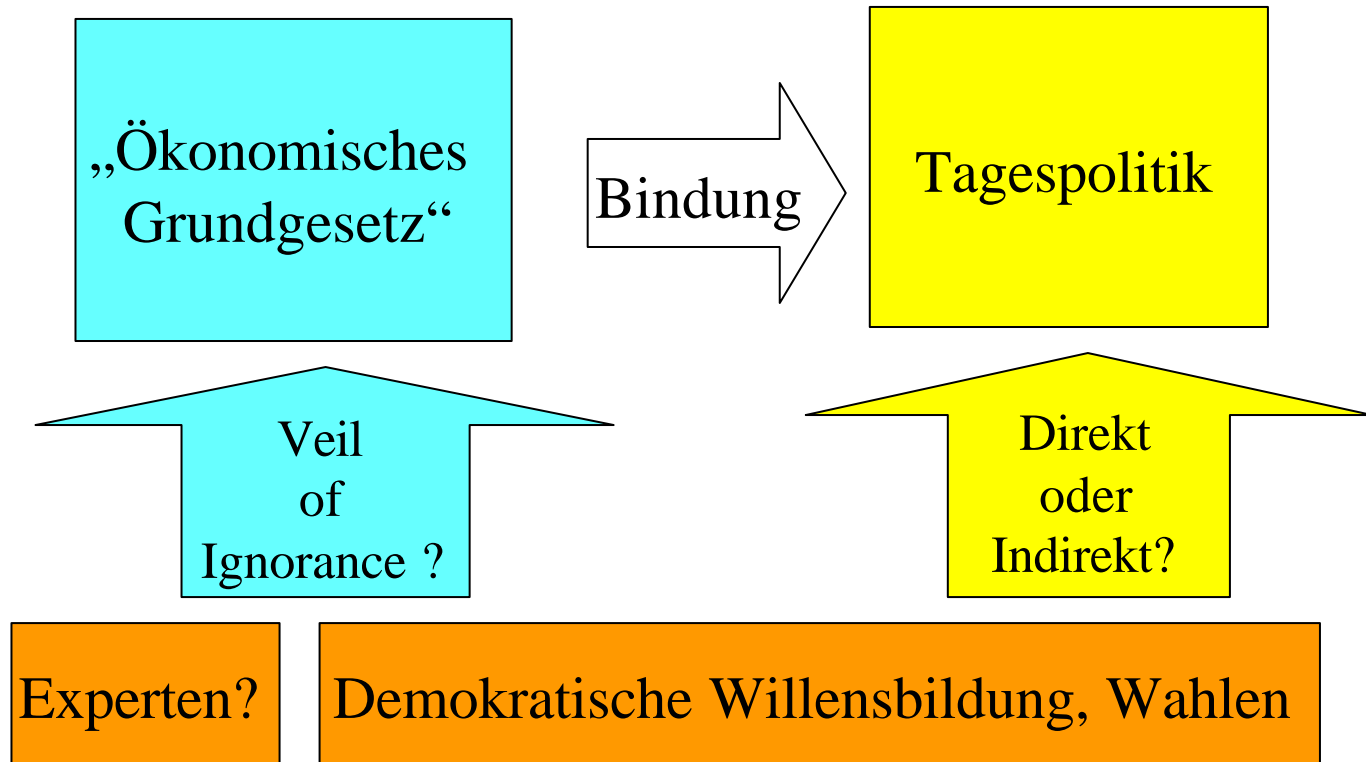 „Ökonomisches
Grundgesetz“
Bindung
Tagespolitik
Veil
of
Ignorance ?
Direkt
oder
Indirekt?
Experten?
Demokratische Willensbildung, Wahlen